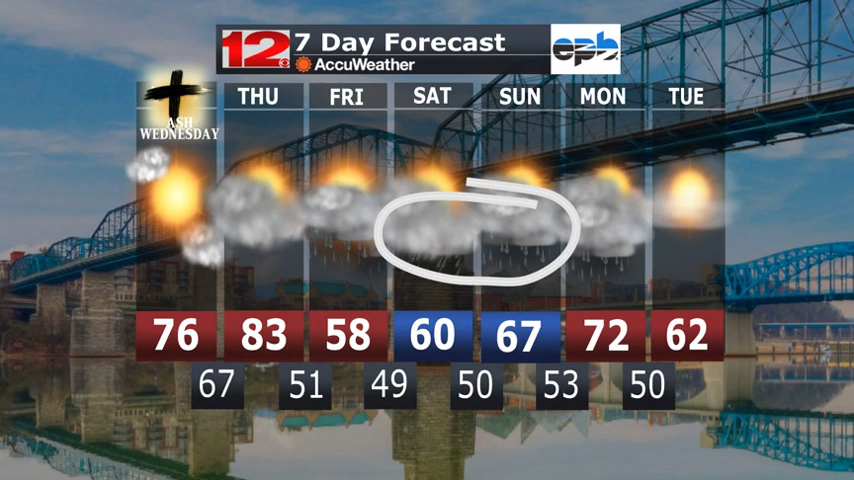 12 7 Day Forecast
AccuWeather
epb
ASH
WEDNESDAY
THU FRI SAT SUN MON TUE
76 83 58 60 67 72 62
67 51 49 50 53 50